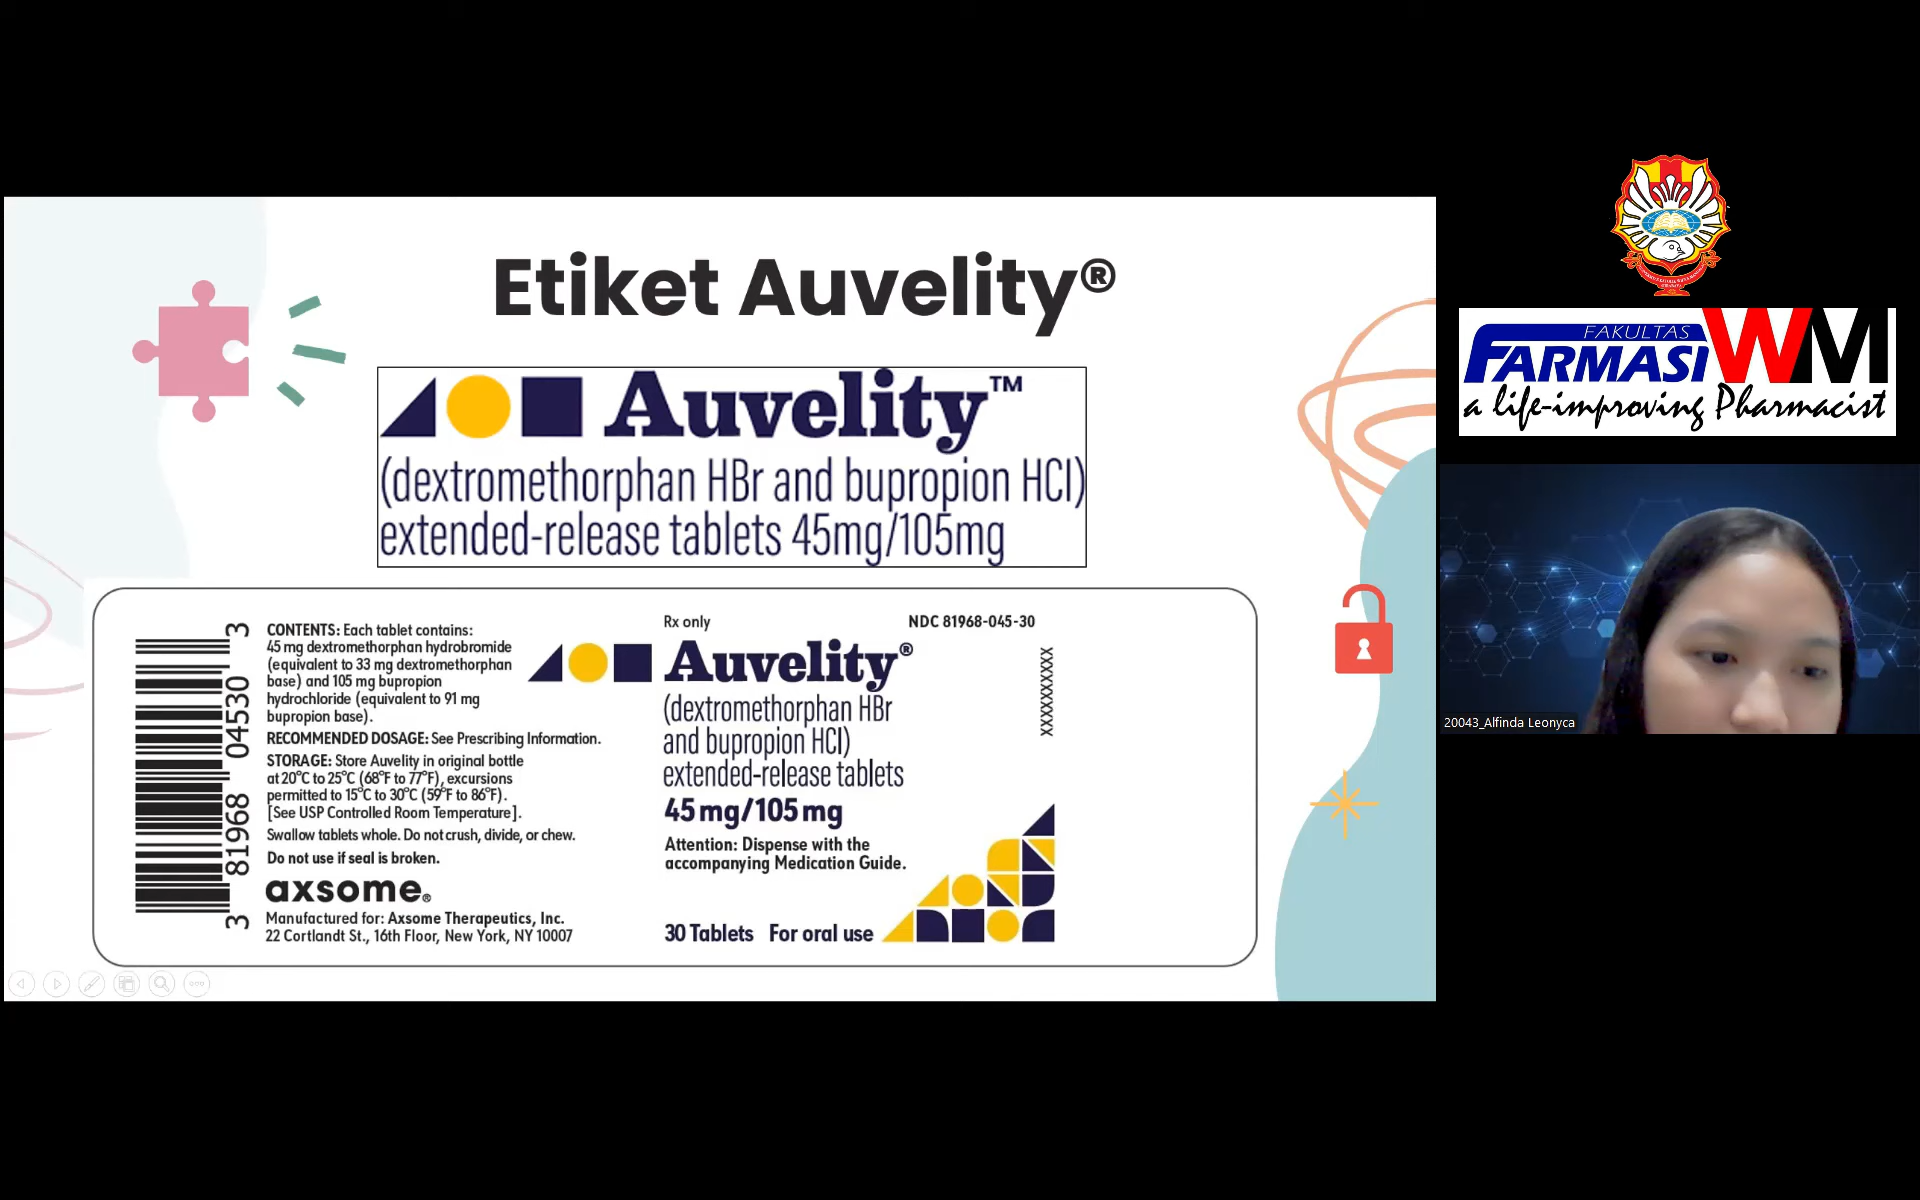 Etiket Auvelity®
Auvelity™
(dextromethorphan HBr and bupropion HCl)
extended-release tablets 45mg/105mg
3 81968 04530 3
CONTENTS: Each tablet contains:
45 mg dextromethorphan hydrobromide
(equivalent to 33 mg dextromethorphan
base) and 105 mg bupropion
hydrochloride (equivalent to 91 mg
bupropion base).
RECOMMENDED DOSAGE: See Prescribing Information.
STORAGE: Store Auvelity in original bottle
at 20°C to 25°C (68°F to 77°F), excursions
permitted to 15°C to 30°C (59°F to 86°F).
[See USP Controlled Room Temperature].
Swallow tablets whole. Do not crush, divide, or chew.
Do not use if seal is broken.
axsome®
Manufactured for: Axsome Therapeutics, Inc.
22 Cortlandt St., 16th Floor, New York, NY 10007
Rx only
NDC 81968-045-30
Auvelity®
(dextromethorphan HBr
and bupropion HCl)
extended-release tablets
45 mg/105 mg
Attention: Dispense with the
accompanying Medication Guide.
30 Tablets For oral use
XXXXXXXXXX
FAKULTAS
FARMASI WM
a life-improving Pharmacist
20043_Alfinda Leonyca